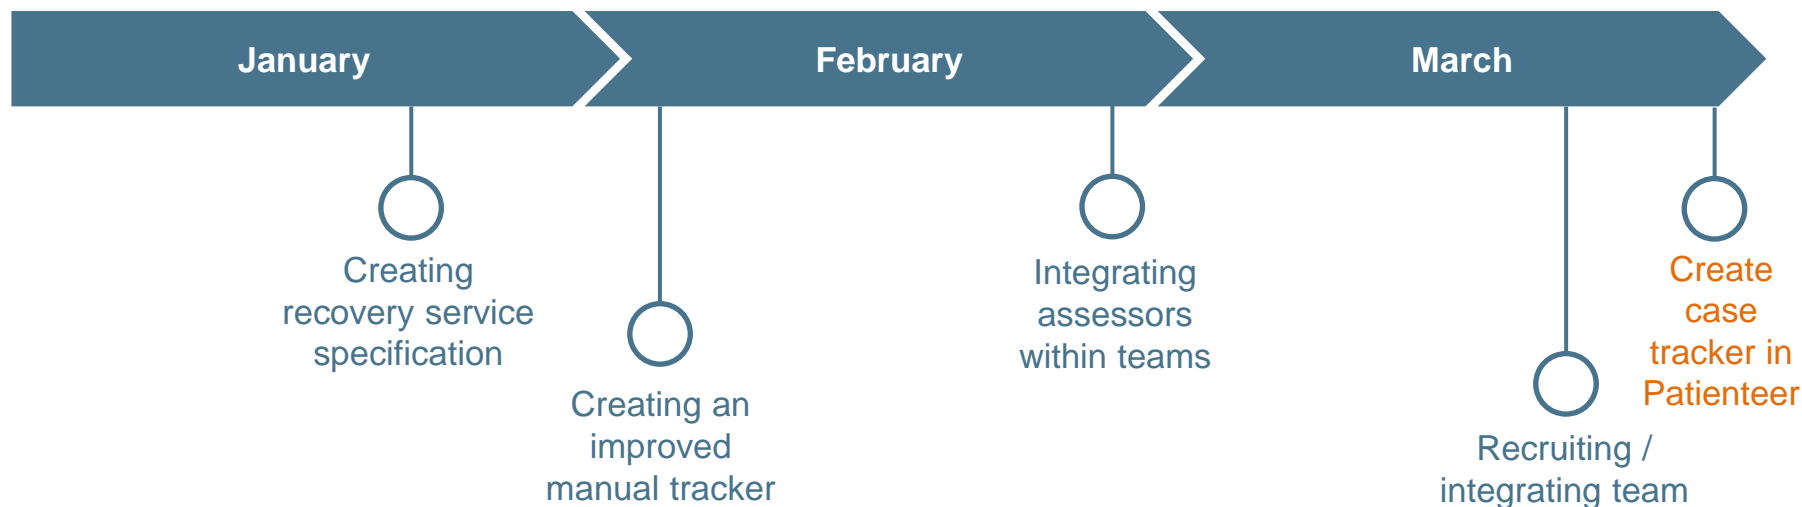 January
February
March
Creating
recovery service
specification
Creating an
improved
manual tracker
Integrating
assessors
within teams
Recruiting /
integrating team
Create
case
tracker in
Patienteer